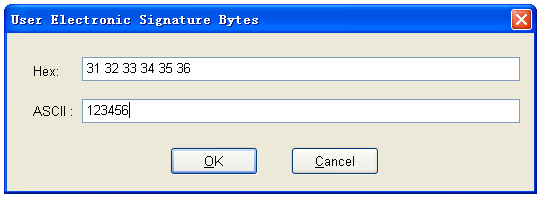 User Electronic Signature Bytes
Hex: 31 32 33 34 35 36
ASCII : 123456
OK Cancel